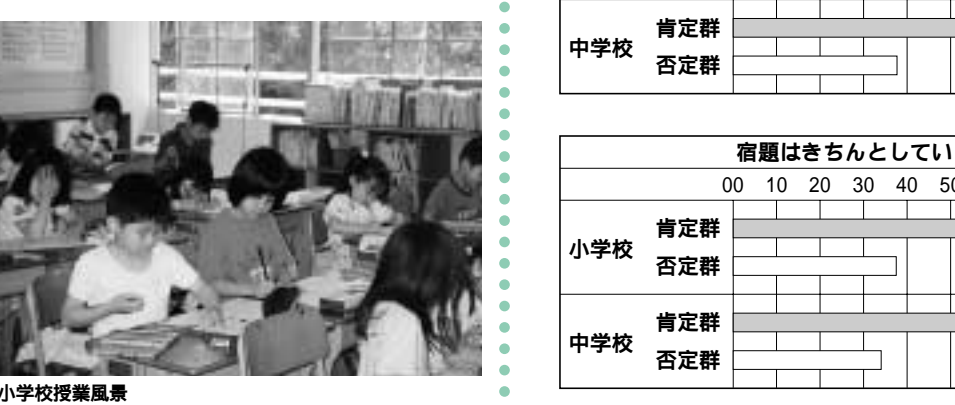 小学校授業風景
中学校
肯定群
否定群
宿題はきちんとしてい
00 10 20 30 40 50
小学校
肯定群
否定群
中学校
肯定群
否定群